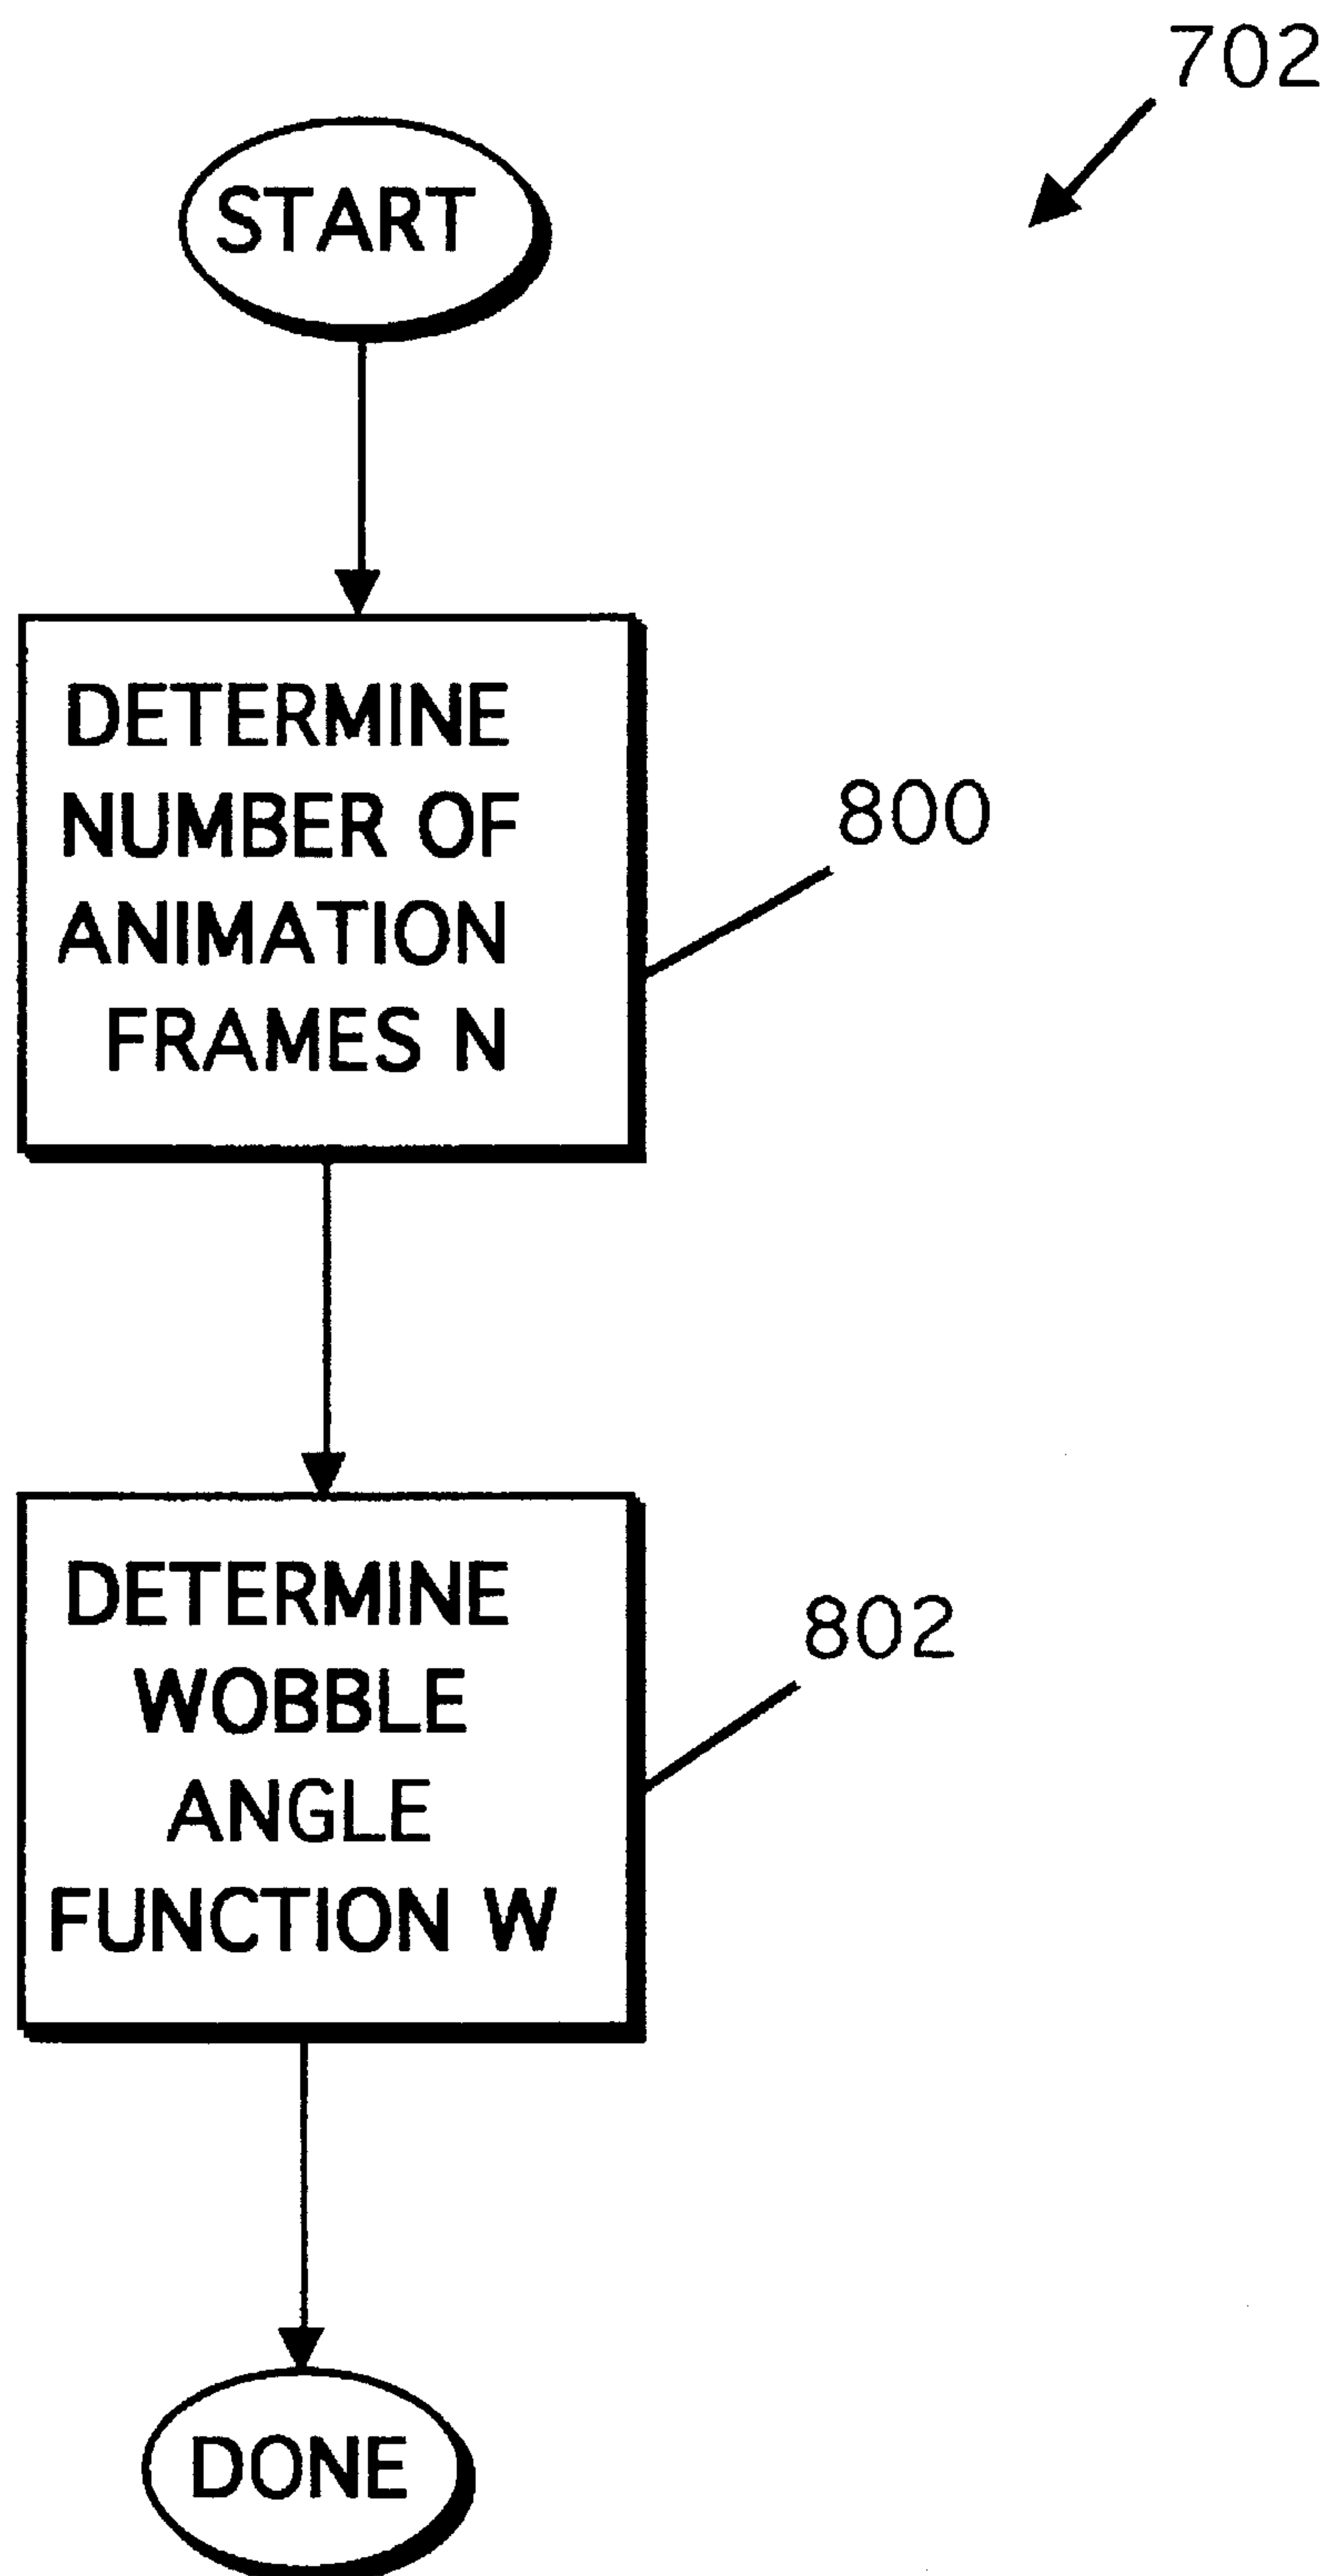 702
START
DETERMINE
NUMBER OF
ANIMATION
FRAMES N
800
DETERMINE
WOBBLE
ANGLE
FUNCTION W
802
DONE